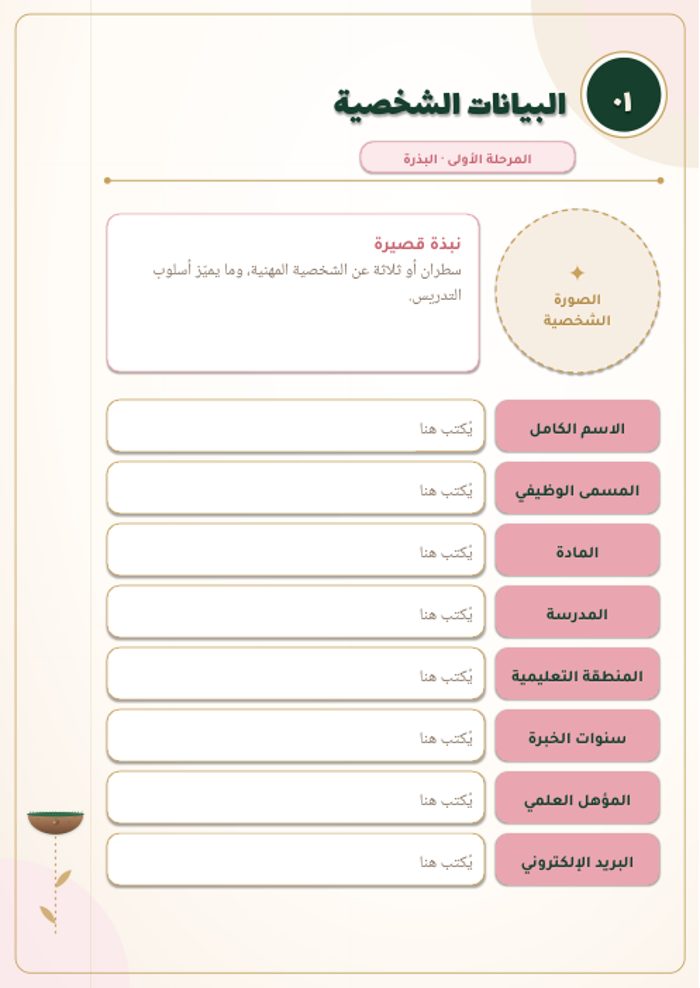 ٠١
البيانات الشخصية
المرحلة الأولى · البذرة
الصورة
الشخصية
نبذة قصيرة
سطران أو ثلاثة عن الشخصية المهنية، وما يميّز أسلوب
التدريس.
الاسم الكامل
يُكتب هنا
المسمى الوظيفي
يُكتب هنا
المادة
يُكتب هنا
المدرسة
يُكتب هنا
المنطقة التعليمية
يُكتب هنا
سنوات الخبرة
يُكتب هنا
المؤهل العلمي
يُكتب هنا
البريد الإلكتروني
يُكتب هنا